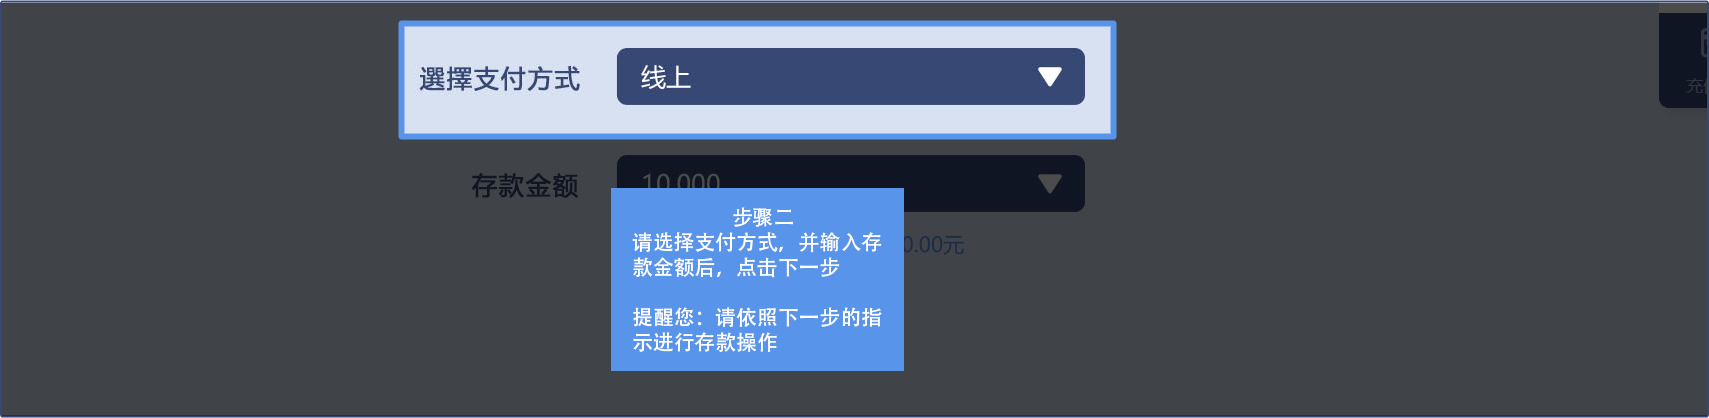 選擇支付方式
线上
存款金额
10,000
0.00元
步骤二
请选择支付方式，并输入存
款金额后，点击下一步
提醒您：请依照下一步的指
示进行存款操作
充